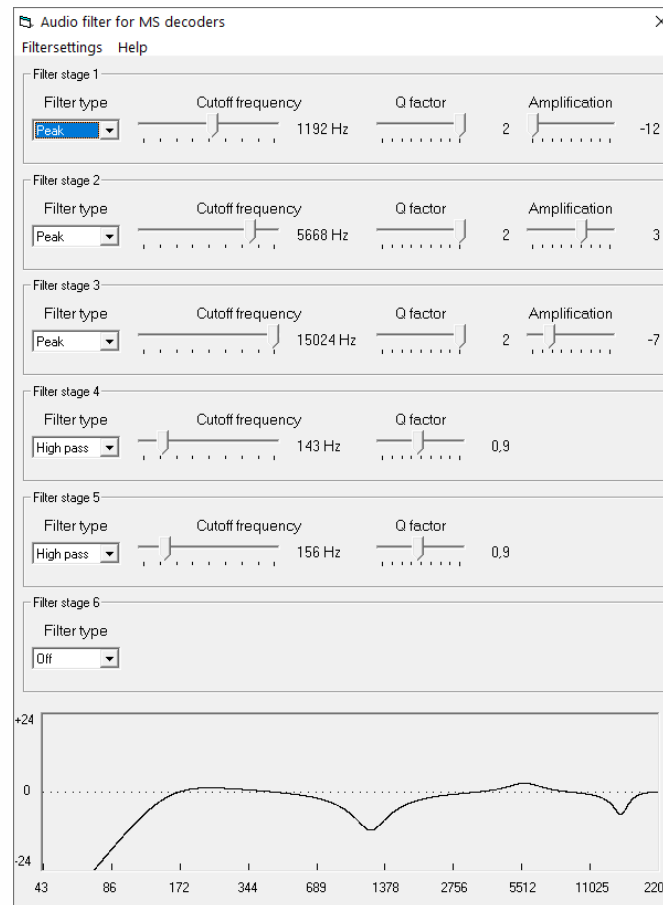 Audio filter for MS decoders
Filtersettings Help
Filter stage 1
Filter type Cutoff frequency Q factor Amplification
Peak 1192 Hz 2 -12
Filter stage 2
Filter type Cutoff frequency Q factor Amplification
Peak 5668 Hz 2 3
Filter stage 3
Filter type Cutoff frequency Q factor Amplification
Peak 15024 Hz 2 -7
Filter stage 4
Filter type Cutoff frequency Q factor
High pass 143 Hz 0,9
Filter stage 5
Filter type Cutoff frequency Q factor
High pass 156 Hz 0,9
Filter stage 6
Filter type
Off
+24
0
-24
43 86 172 344 689 1378 2756 5512 11025 220